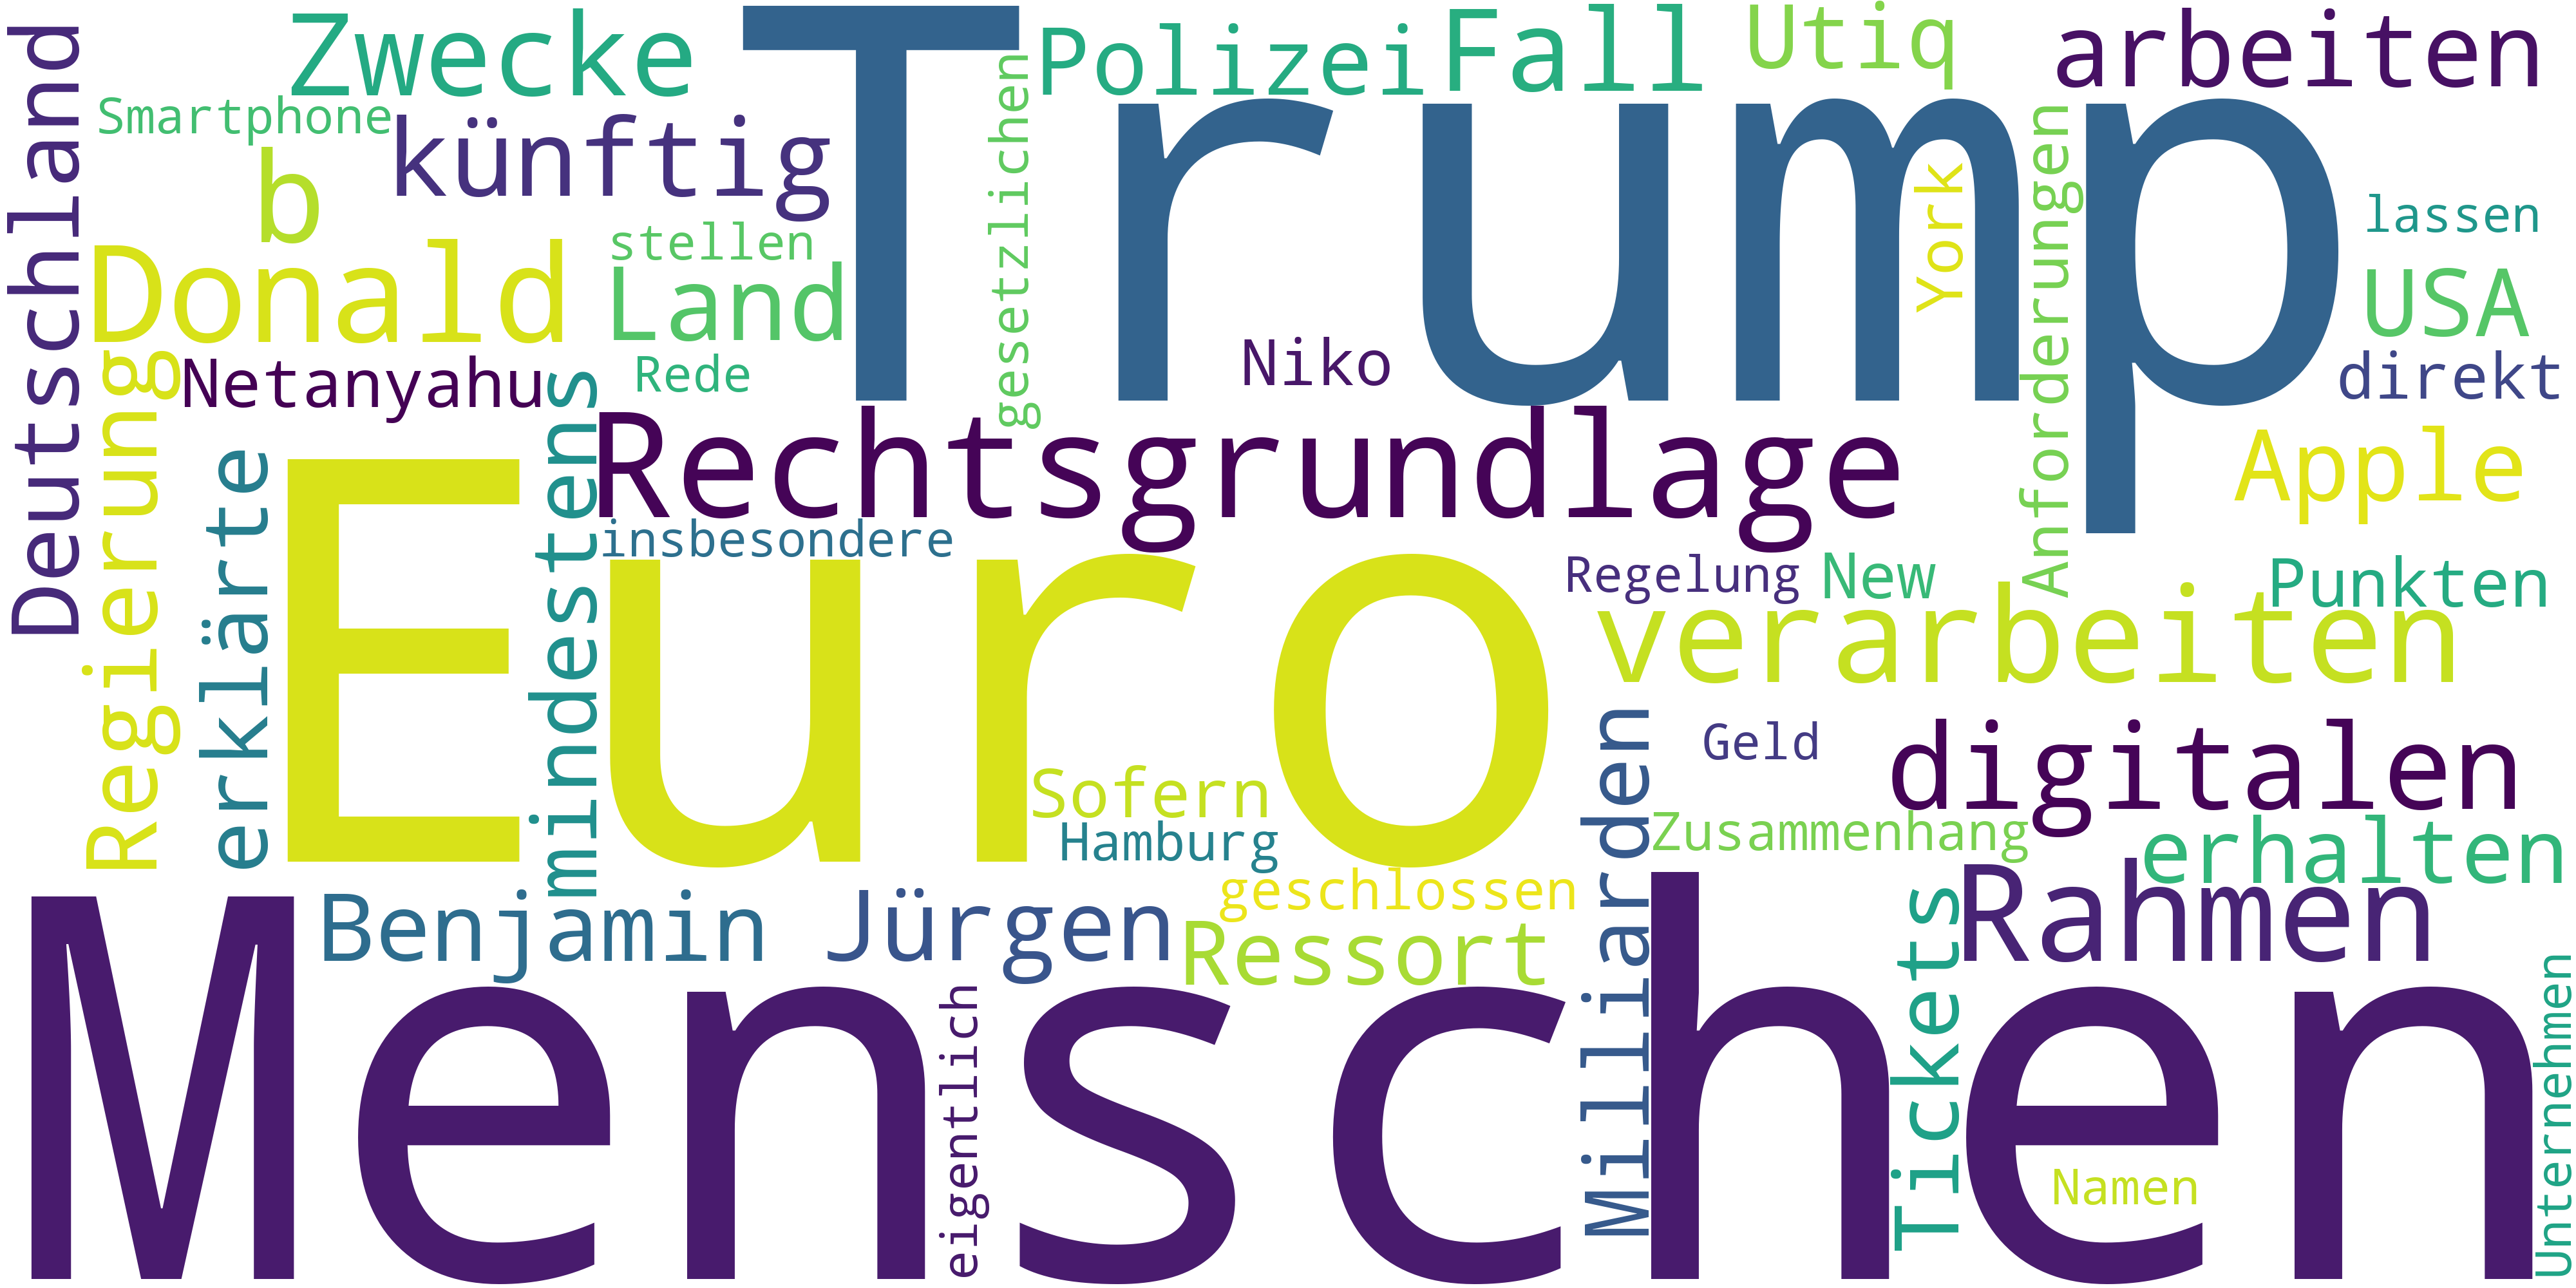 Trump
Euro
Menschen
Rechtsgrundlage
Zwecke
Polizei
Fall
Utiq
arbeiten
Smartphone
künftig
b
Deutschland
Donald
stellen
Land
gesetzlichen
York
Anforderungen
lassen
USA
Netanyahu
Rede
Niko
direkt
Regierung
erklärte
mindestens
insbesondere
Apple
Regelung
New
Punkten
verarbeiten
Geld
digitalen
Sofern
Hamburg
Milliarden
Zusammenhang
erhalten
Benjamin
Jürgen
geschlossen
Ressort
Rahmen
Tickets
eigentlich
Namen
Unternehmen